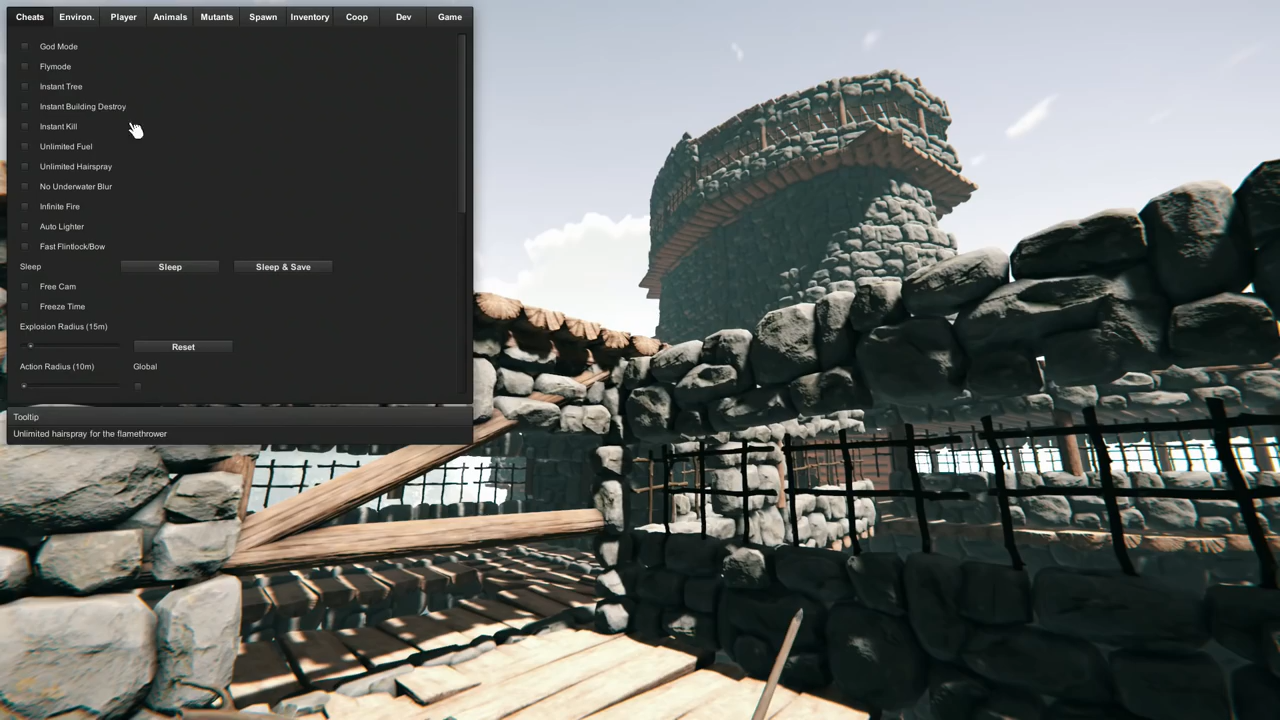 Cheats Environ. Player Animals Mutants Spawn Inventory Coop Dev Game
God Mode
Flymode
Instant Tree
Instant Building Destroy
Instant Kill
Unlimited Fuel
Unlimited Hairspray
No Underwater Blur
Infinite Fire
Auto Lighter
Fast Flintlock/Bow
Sleep Sleep Sleep & Save
Free Cam
Freeze Time
Explosion Radius (15m)
Reset
Action Radius (10m) Global
Tooltip
Unlimited hairspray for the flamethrower